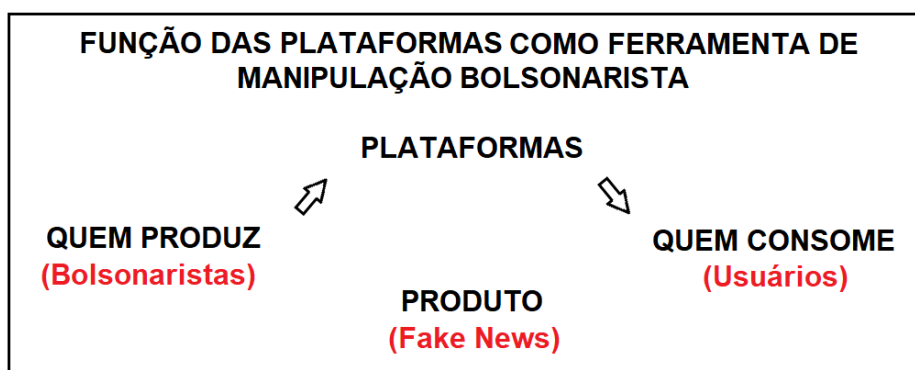 FUNÇÃO DAS PLATAFORMAS COMO FERRAMENTA DE
MANIPULAÇÃO BOLSONARISTA
PLATAFORMAS
QUEM PRODUZ
(Bolsonaristas)
QUEM CONSOME
(Usuários)
PRODUTO
(Fake News)